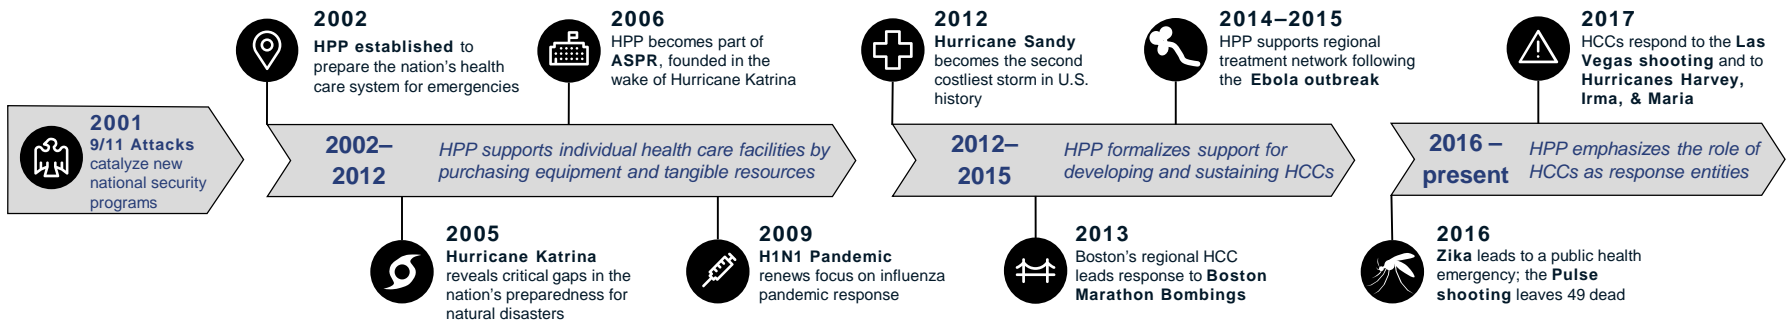 2001
9/11 Attacks
catalyze new
national security
programs
2002
HPP established to
prepare the nation's health
care system for emergencies
2006
HPP becomes part of
ASPR, founded in the
wake of Hurricane Katrina
2002–
2012
HPP supports individual health care facilities by
purchasing equipment and tangible resources
2005
Hurricane Katrina
reveals critical gaps in the
nation's preparedness for
natural disasters
2009
H1N1 Pandemic
renews focus on influenza
pandemic response
2012
Hurricane Sandy
becomes the second
costliest storm in U.S.
history
2014–2015
HPP supports regional
treatment network following
the Ebola outbreak
2012–
2015
HPP formalizes support for
developing and sustaining HCCs
2013
Boston's regional HCC
leads response to Boston
Marathon Bombings
2017
HCCs respond to the Las
Vegas shooting and to
Hurricanes Harvey,
Irma, & Maria
2016 –
present
HPP emphasizes the role of
HCCs as response entities
2016
Zika leads to a public health
emergency; the Pulse
shooting leaves 49 dead